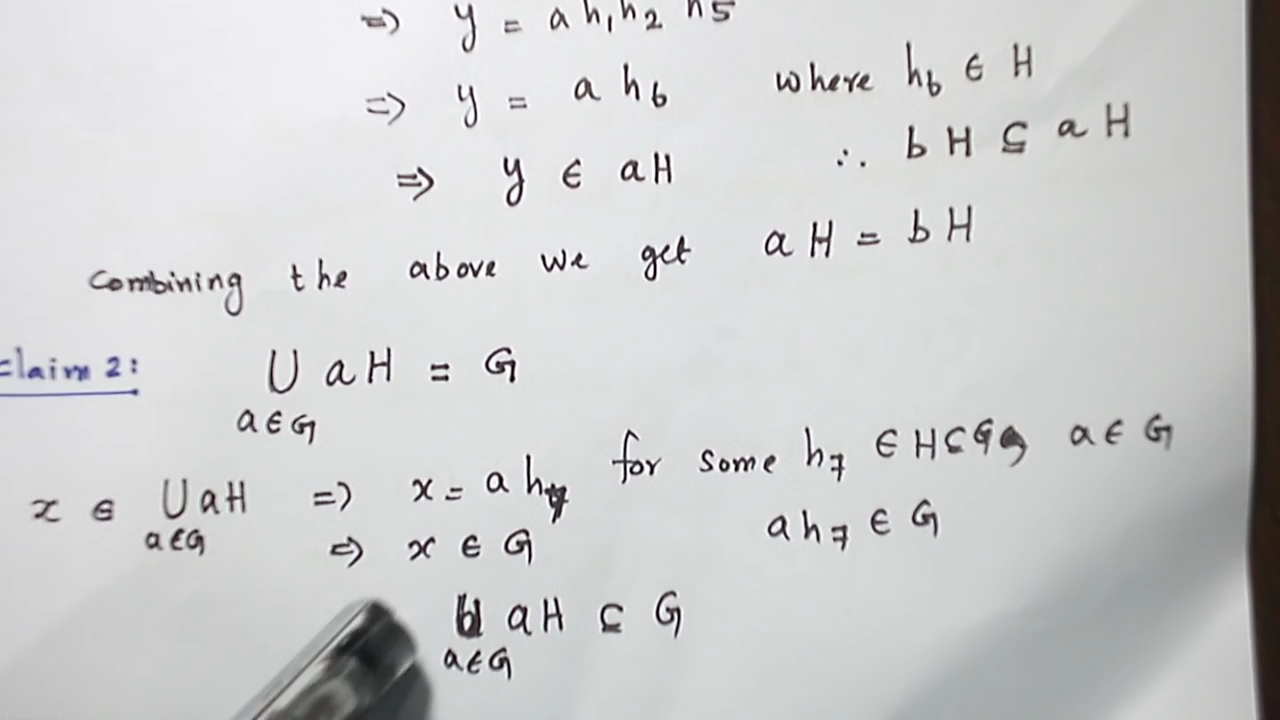 => y = a h₁ h₂ h₅
=> y = a h₆ where h₆ ∈ H
=> y ∈ aH ∴ bH ⊆ aH
Combining the above we get aH = bH
Claim 2: ∪ aH = G
a∈G
x ∈ ∪ aH => x = a h₇ for some h₇ ∈ H ⊆ G, a ∈ G
a∈G => x ∈ G a h₇ ∈ G
∪ aH ⊆ G
a∈G